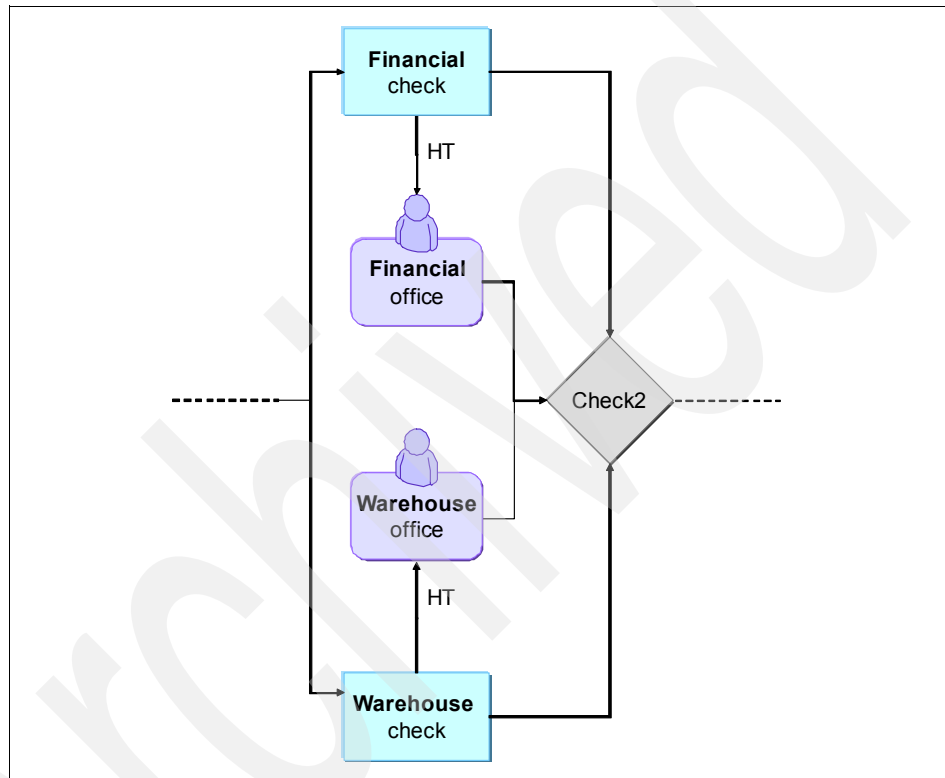 Financial
check
HT
Financial
office
Check2
Warehouse
office
HT
Warehouse
check